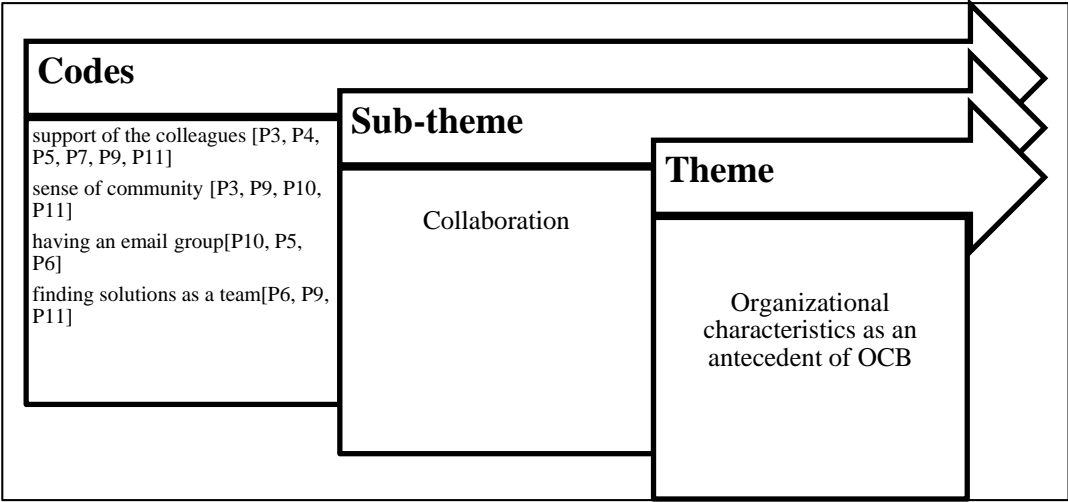 Codes
support of the colleagues [P3, P4,
P5, P7, P9, P11]
sense of community [P3, P9, P10,
P11]
having an email group[P10, P5,
P6]
finding solutions as a team[P6, P9,
P11]
Sub-theme
Collaboration
Theme
Organizational
characteristics as an
antecedent of OCB